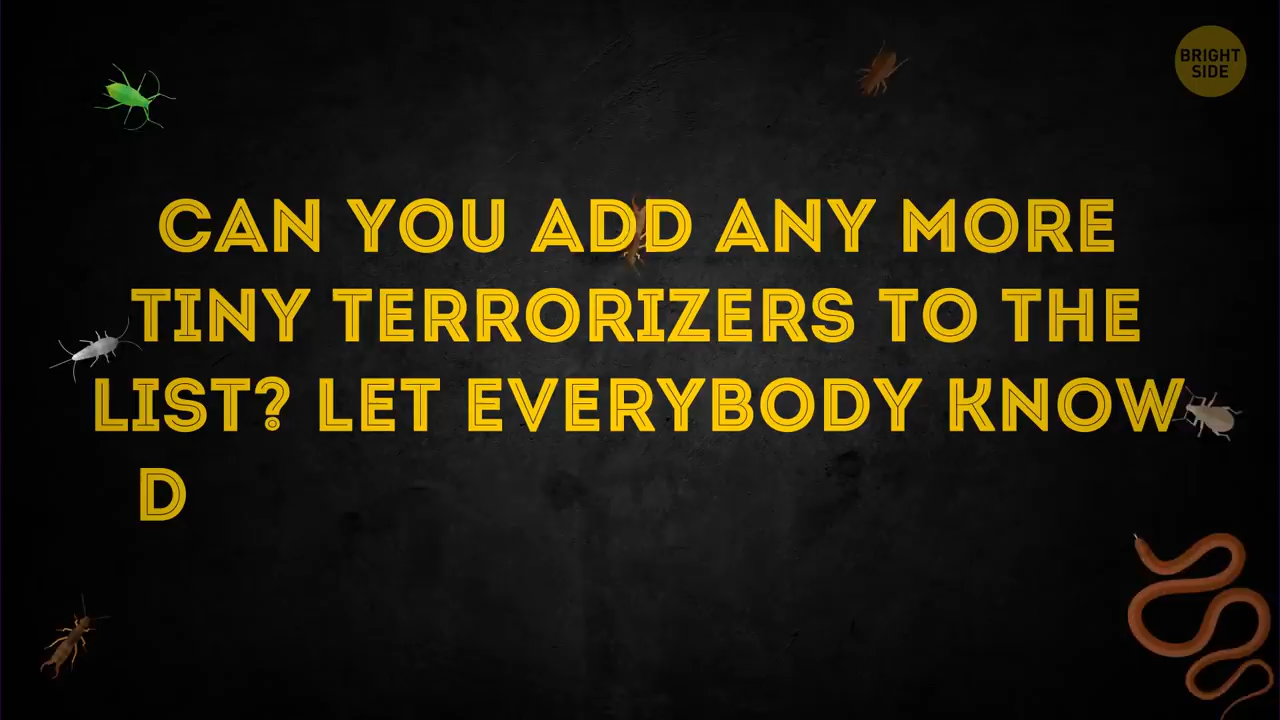 BRIGHT
SIDE
CAN YOU ADD ANY MORE
TINY TERRORIZERS TO THE
LIST? LET EVERYBODY KNOW
D